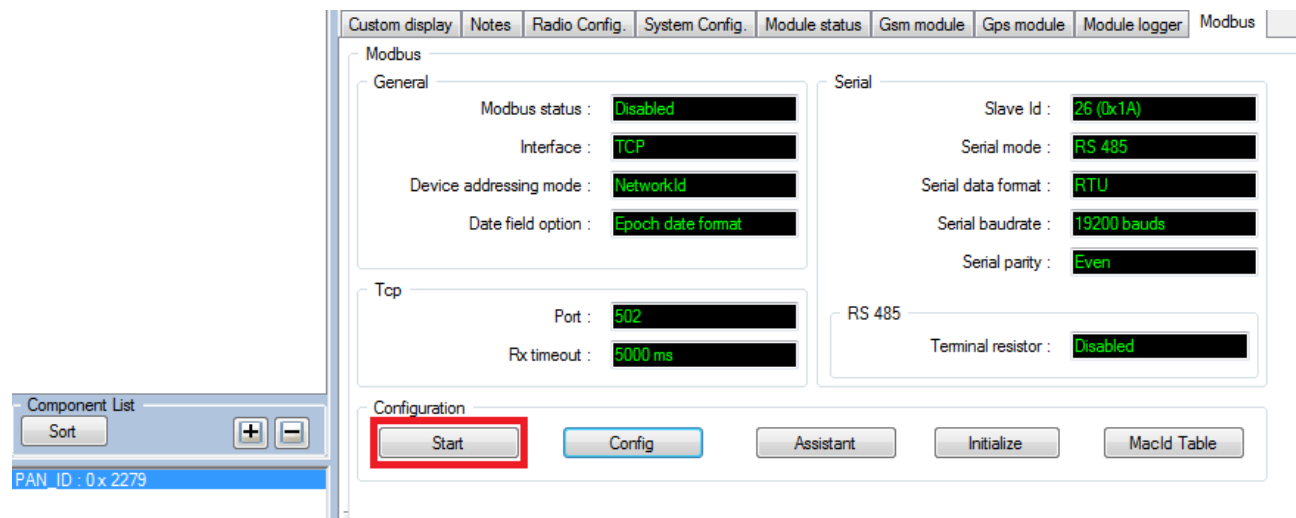 Custom display Notes Radio Config. System Config. Module status Gsm module Gps module Module logger Modbus
Modbus
General
Modbus status : Disabled
Interface : TCP
Device addressing mode : NetworkId
Date field option : Epoch date format
Serial
Slave Id : 26 (0x1A)
Serial mode : RS 485
Serial data format : RTU
Serial baudrate : 19200 bauds
Serial parity : Even
Tcp
Port : 502
Rx timeout : 5000 ms
RS 485
Terminal resistor : Disabled
Component List
Sort + −
PAN_ID : 0 x 2279
Configuration
Start Config Assistant Initialize MacId Table